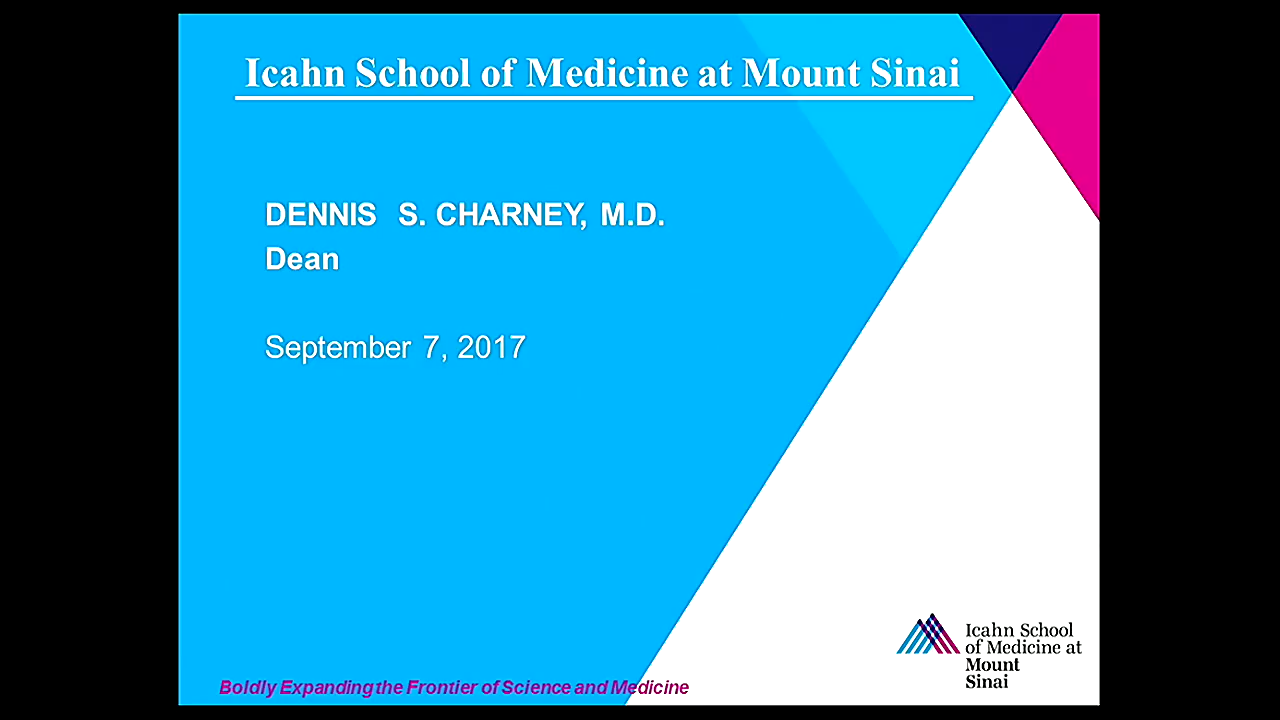 Icahn School of Medicine at Mount Sinai
DENNIS S. CHARNEY, M.D.
Dean
September 7, 2017
Icahn School
of Medicine at
Mount
Sinai
Boldly Expanding the Frontier of Science and Medicine